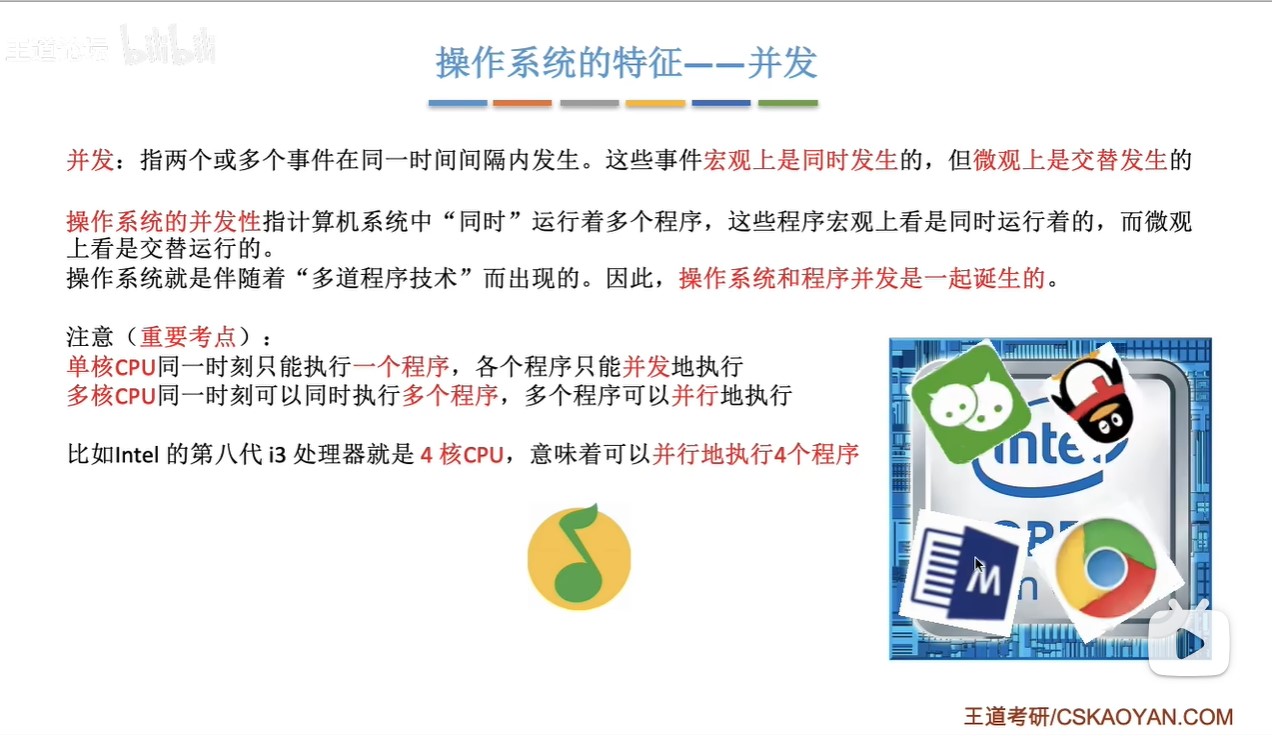 王道论坛 bilibili
操作系统的特征——并发
并发：指两个或多个事件在同一时间间隔内发生。这些事件宏观上是同时发生的，但微观上是交替发生的
操作系统的并发性指计算机系统中“同时”运行着多个程序，这些程序宏观上看是同时运行着的，而微观
上看是交替运行的。
操作系统就是伴随着“多道程序技术”而出现的。因此，操作系统和程序并发是一起诞生的。
注意（重要考点）：
单核CPU同一时刻只能执行一个程序，各个程序只能并发地执行
多核CPU同一时刻可以同时执行多个程序，多个程序可以并行地执行
比如Intel 的第八代 i3 处理器就是 4 核CPU，意味着可以并行地执行4个程序
intel
W
王道考研/CSKAOYAN.COM